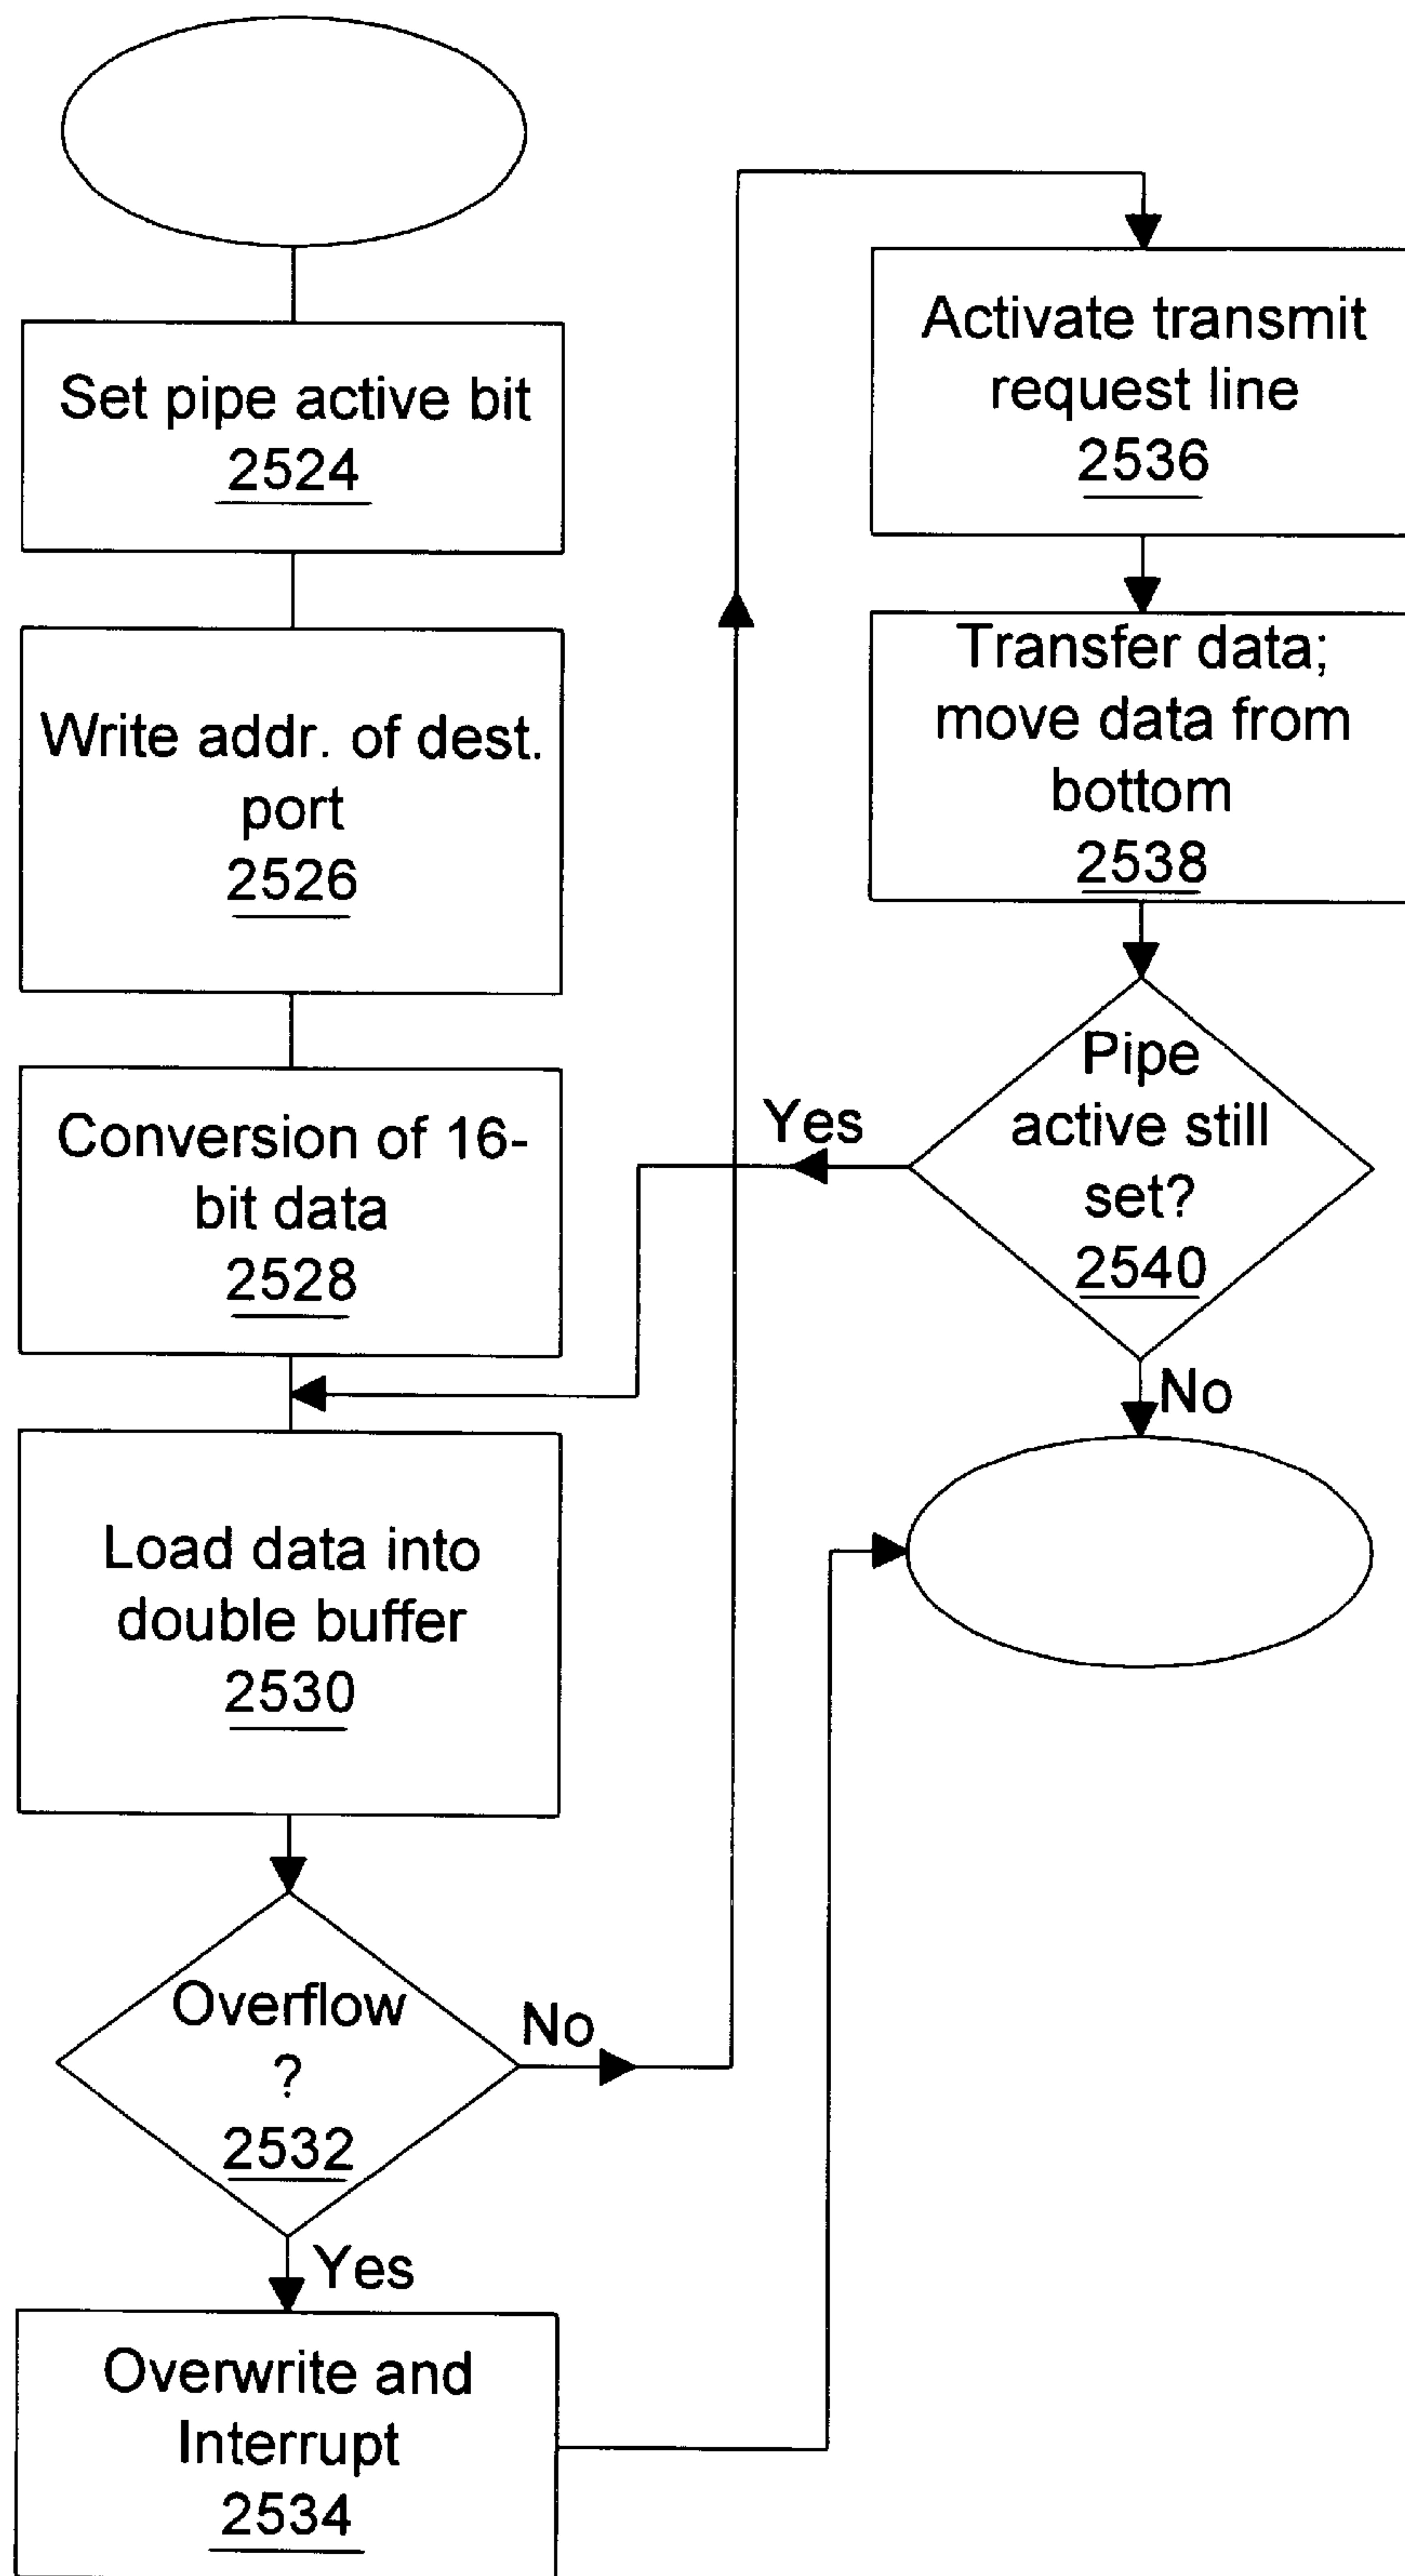 Set pipe active bit
2524
Write addr. of dest.
port
2526
Conversion of 16-
bit data
2528
Load data into
double buffer
2530
Overflow
?
2532
No
Yes
Overwrite and
Interrupt
2534
Activate transmit
request line
2536
Transfer data;
move data from
bottom
2538
Pipe
active still
set?
2540
Yes
No